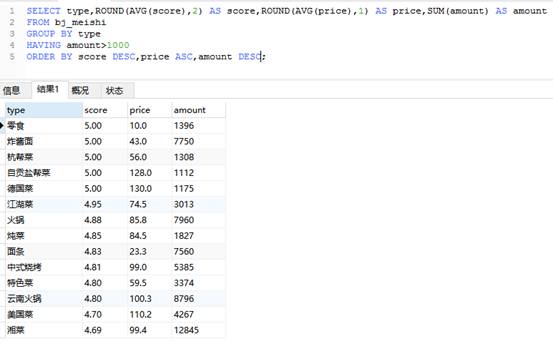 1 SELECT type,ROUND(AVG(score),2) AS score,ROUND(AVG(price),1) AS price,SUM(amount) AS amount
2 FROM bj_meishi
3 GROUP BY type
4 HAVING amount>1000
5 ORDER BY score DESC,price ASC,amount DESC;
信息 结果1 概况 状态
type score price amount
零食 5.00 10.0 1396
炸酱面 5.00 43.0 7750
杭帮菜 5.00 56.0 1308
自贡盐帮菜 5.00 128.0 1112
德国菜 5.00 130.0 1175
江湖菜 4.95 74.5 3013
火锅 4.88 85.8 7960
炖菜 4.85 84.5 1827
面条 4.83 23.3 7560
中式烧烤 4.81 99.0 5385
特色菜 4.80 59.5 3374
云南火锅 4.80 100.3 8796
美国菜 4.70 110.2 4267
湘菜 4.69 99.4 12845